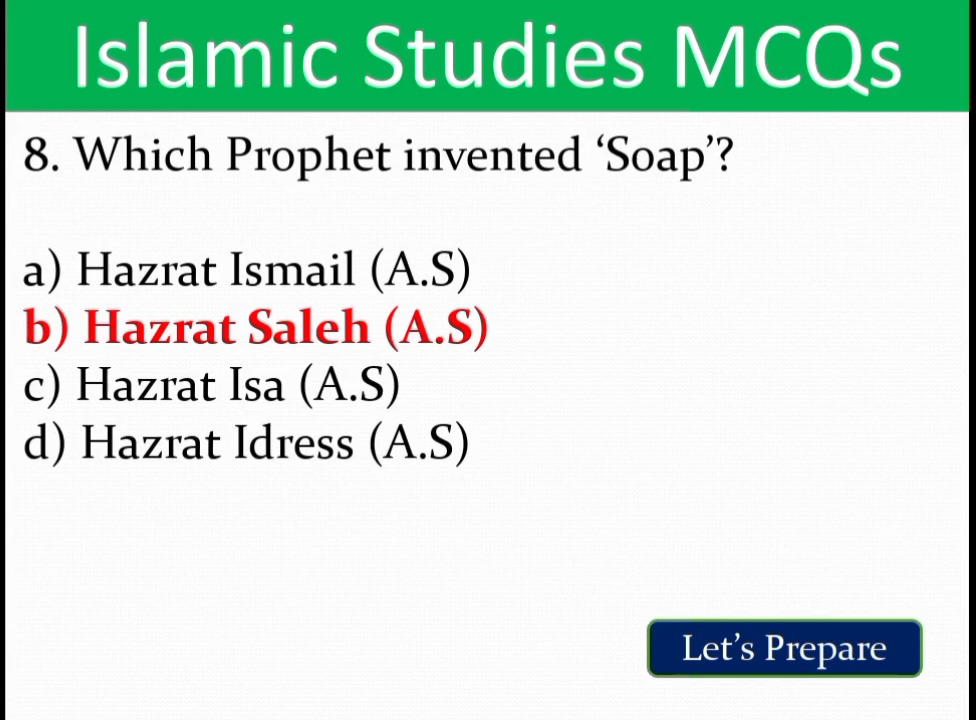 Islamic Studies MCQs
8. Which Prophet invented ‘Soap’?
a) Hazrat Ismail (A.S)
b) Hazrat Saleh (A.S)
c) Hazrat Isa (A.S)
d) Hazrat Idress (A.S)
Let’s Prepare